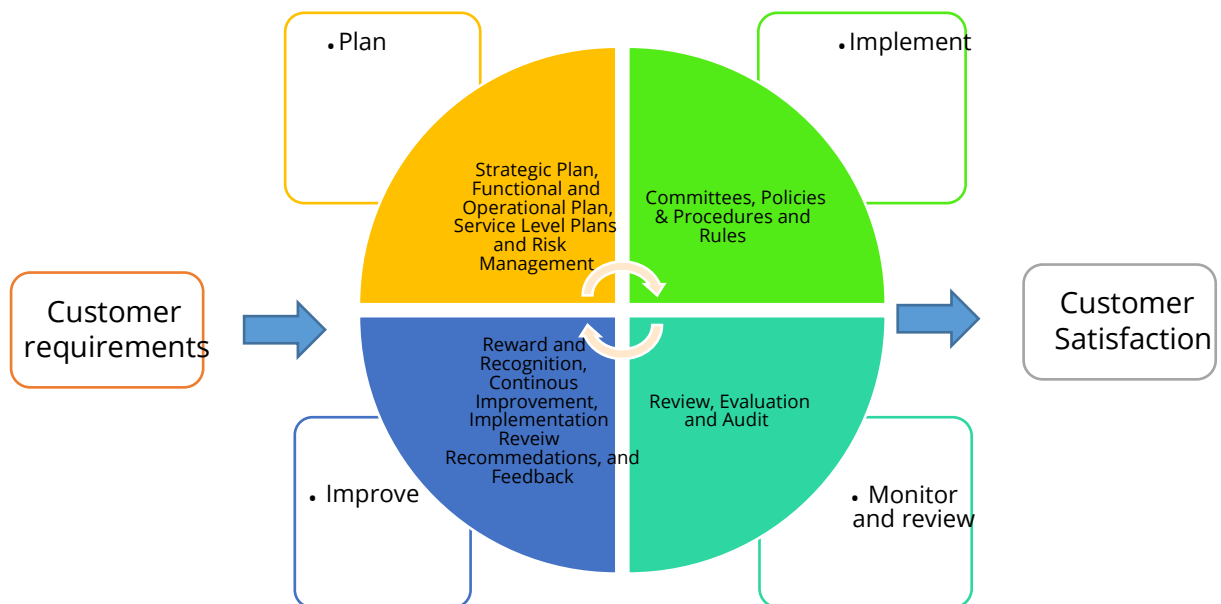 • Plan
• Implement
Strategic Plan,
Functional and
Operational Plan,
Service Level Plans
and Risk
Management
Committees, Policies
& Procedures and
Rules
Customer
requirements
Customer
Satisfaction
Reward and
Recognition,
Continous
Improvement,
Implementation
Reveiw
Recommedations, and
Feedback
Review, Evaluation
and Audit
• Improve
• Monitor
and review